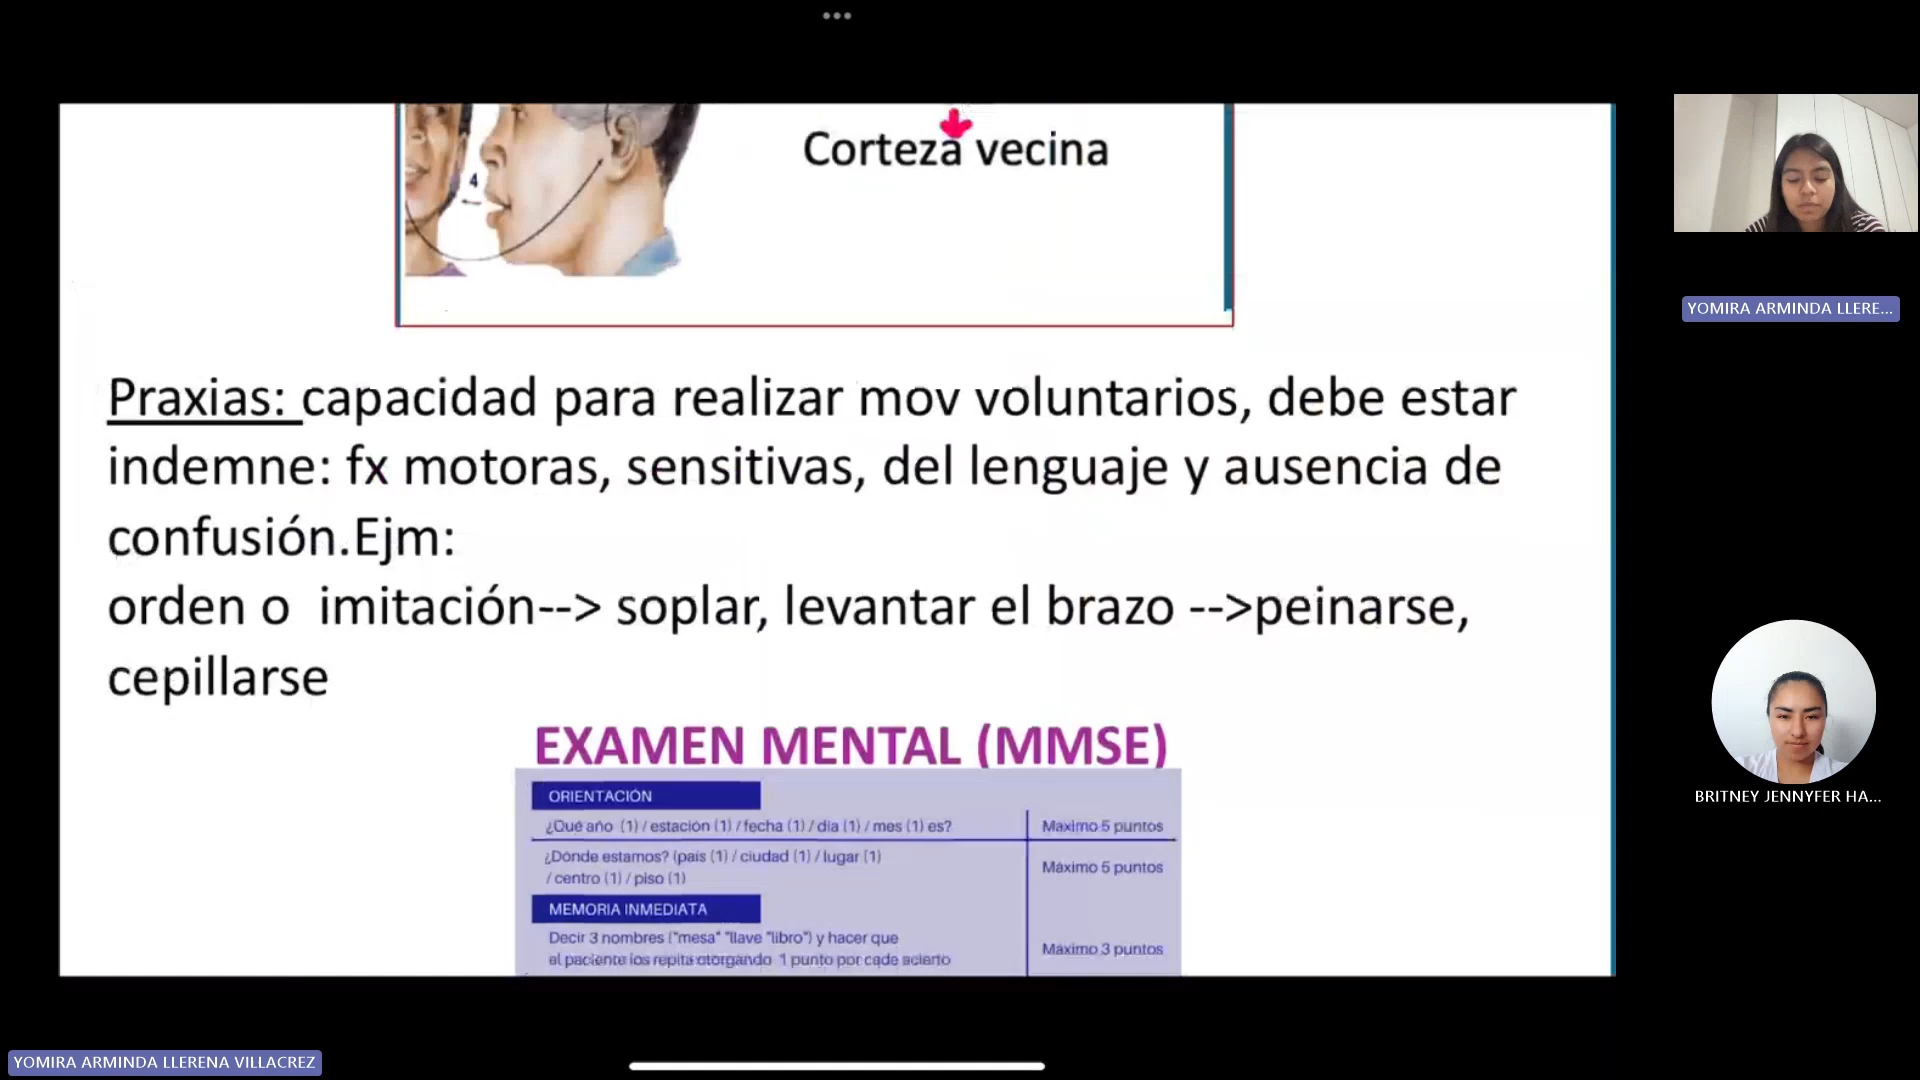 Corteza vecina
4
Praxias: capacidad para realizar mov voluntarios, debe estar
indemne: fx motoras, sensitivas, del lenguaje y ausencia de
confusión.Ejm:
orden o  imitación--> soplar, levantar el brazo -->peinarse,
cepillarse
EXAMEN MENTAL (MMSE)
ORIENTACIÓN
¿Qué año (1) / estación (1) / fecha (1) / día (1) / mes (1) es? Máximo 5 puntos
¿Dónde estamos? (país (1) / ciudad (1) / lugar (1)
/ centro (1) / piso (1) Máximo 5 puntos
MEMORIA INMEDIATA
Decir 3 nombres ("mesa" "llave "libro") y hacer que
el paciente los repita otorgando 1 punto por cada acierto Máximo 3 puntos
YOMIRA ARMINDA LLERE...
BRITNEY JENNYFER HA...
YOMIRA ARMINDA LLERENA VILLACREZ